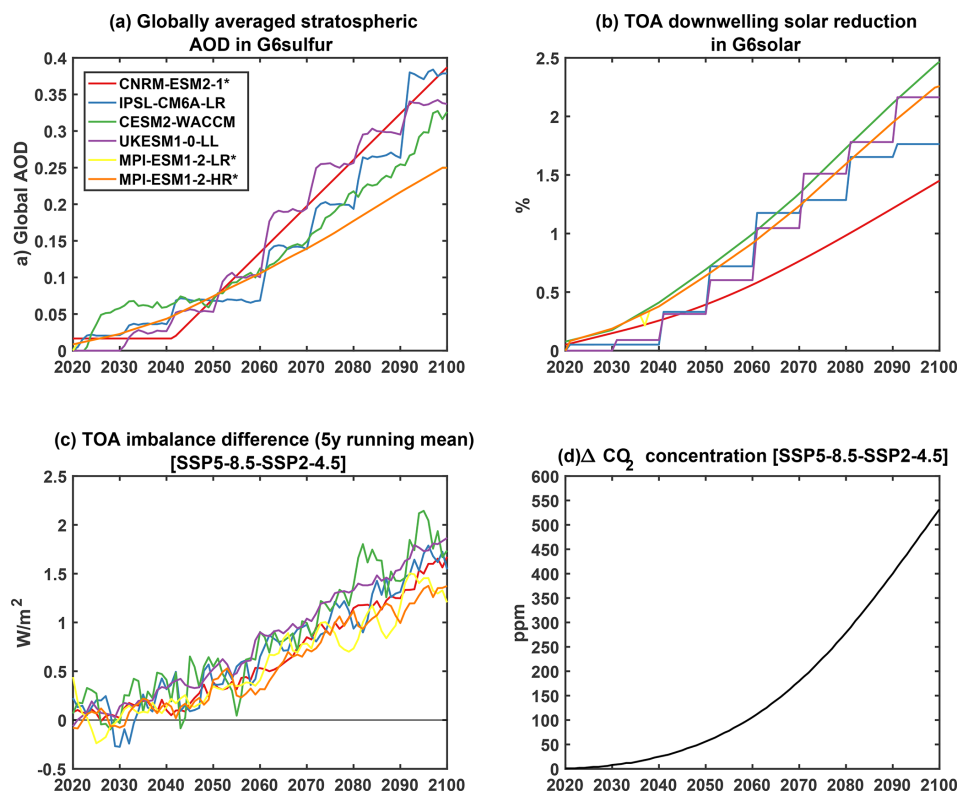 (a) Globally averaged stratospheric
AOD in G6sulfur
a) Global AOD
0.4
0.35
0.3
0.25
0.2
0.15
0.1
0.05
0
CNRM-ESM2-1*
IPSL-CM6A-LR
CESM2-WACCM
UKESM1-0-LL
MPI-ESM1-2-LR*
MPI-ESM1-2-HR*
2020 2030 2040 2050 2060 2070 2080 2090 2100
(b) TOA downwelling solar reduction
in G6solar
%
2.5
2
1.5
1
0.5
0
2020 2030 2040 2050 2060 2070 2080 2090 2100
(c) TOA imbalance difference (5y running mean)
[SSP5-8.5-SSP2-4.5]
W/m²
2
1.5
1
0.5
0
-0.5
2020 2030 2040 2050 2060 2070 2080 2090 2100
(d)Δ CO₂ concentration [SSP5-8.5-SSP2-4.5]
ppm
600
550
500
450
400
350
300
250
200
150
100
50
0
2020 2030 2040 2050 2060 2070 2080 2090 2100